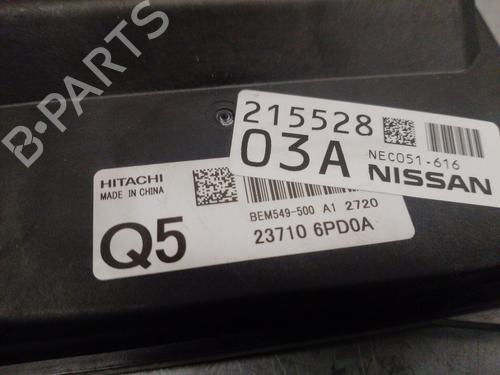 B-PARTS
215528
03A
NEC051-616
NISSAN
HITACHI
MADE IN CHINA
BEM549-500 A1 2720
Q5
23710 6PD0A